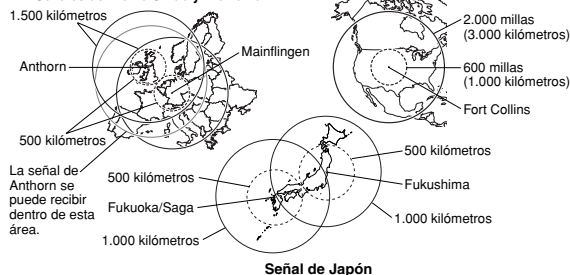 1.500 kilómetros
Anthorn
Mainflingen
500 kilómetros
La señal de
Anthorn se
puede recibir
dentro de esta
área.
2.000 millas
(3.000 kilómetros)
600 millas
(1.000 kilómetros)
Fort Collins
500 kilómetros
Fukuoka/Saga
1.000 kilómetros
500 kilómetros
Fukushima
1.000 kilómetros
Señal de Japón